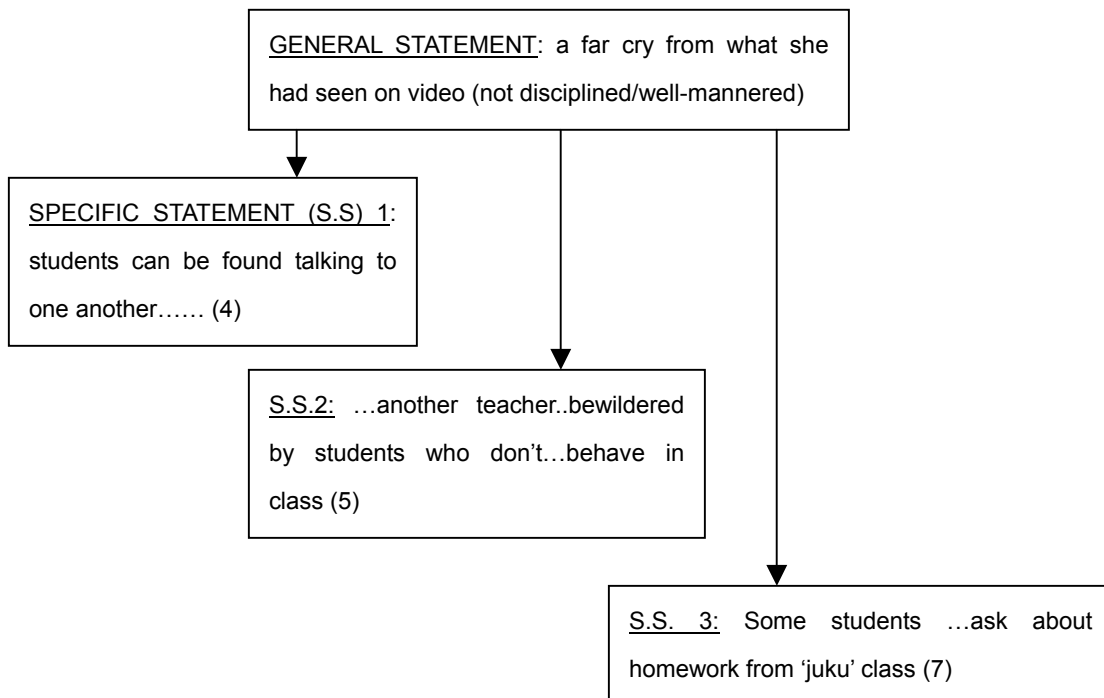 GENERAL STATEMENT: a far cry from what she
had seen on video (not disciplined/well-mannered)
SPECIFIC STATEMENT (S.S) 1:
students can be found talking to
one another…… (4)
S.S.2: …another teacher..bewildered
by students who don’t…behave in
class (5)
S.S. 3: Some students …ask about
homework from ‘juku’ class (7)